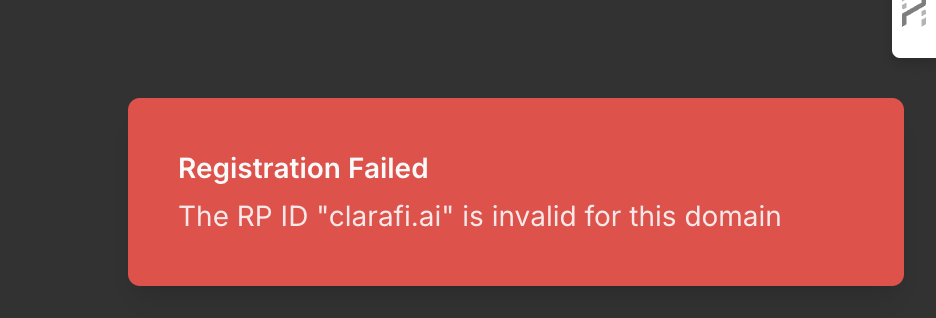 Registration Failed
The RP ID "clarafi.ai" is invalid for this domain